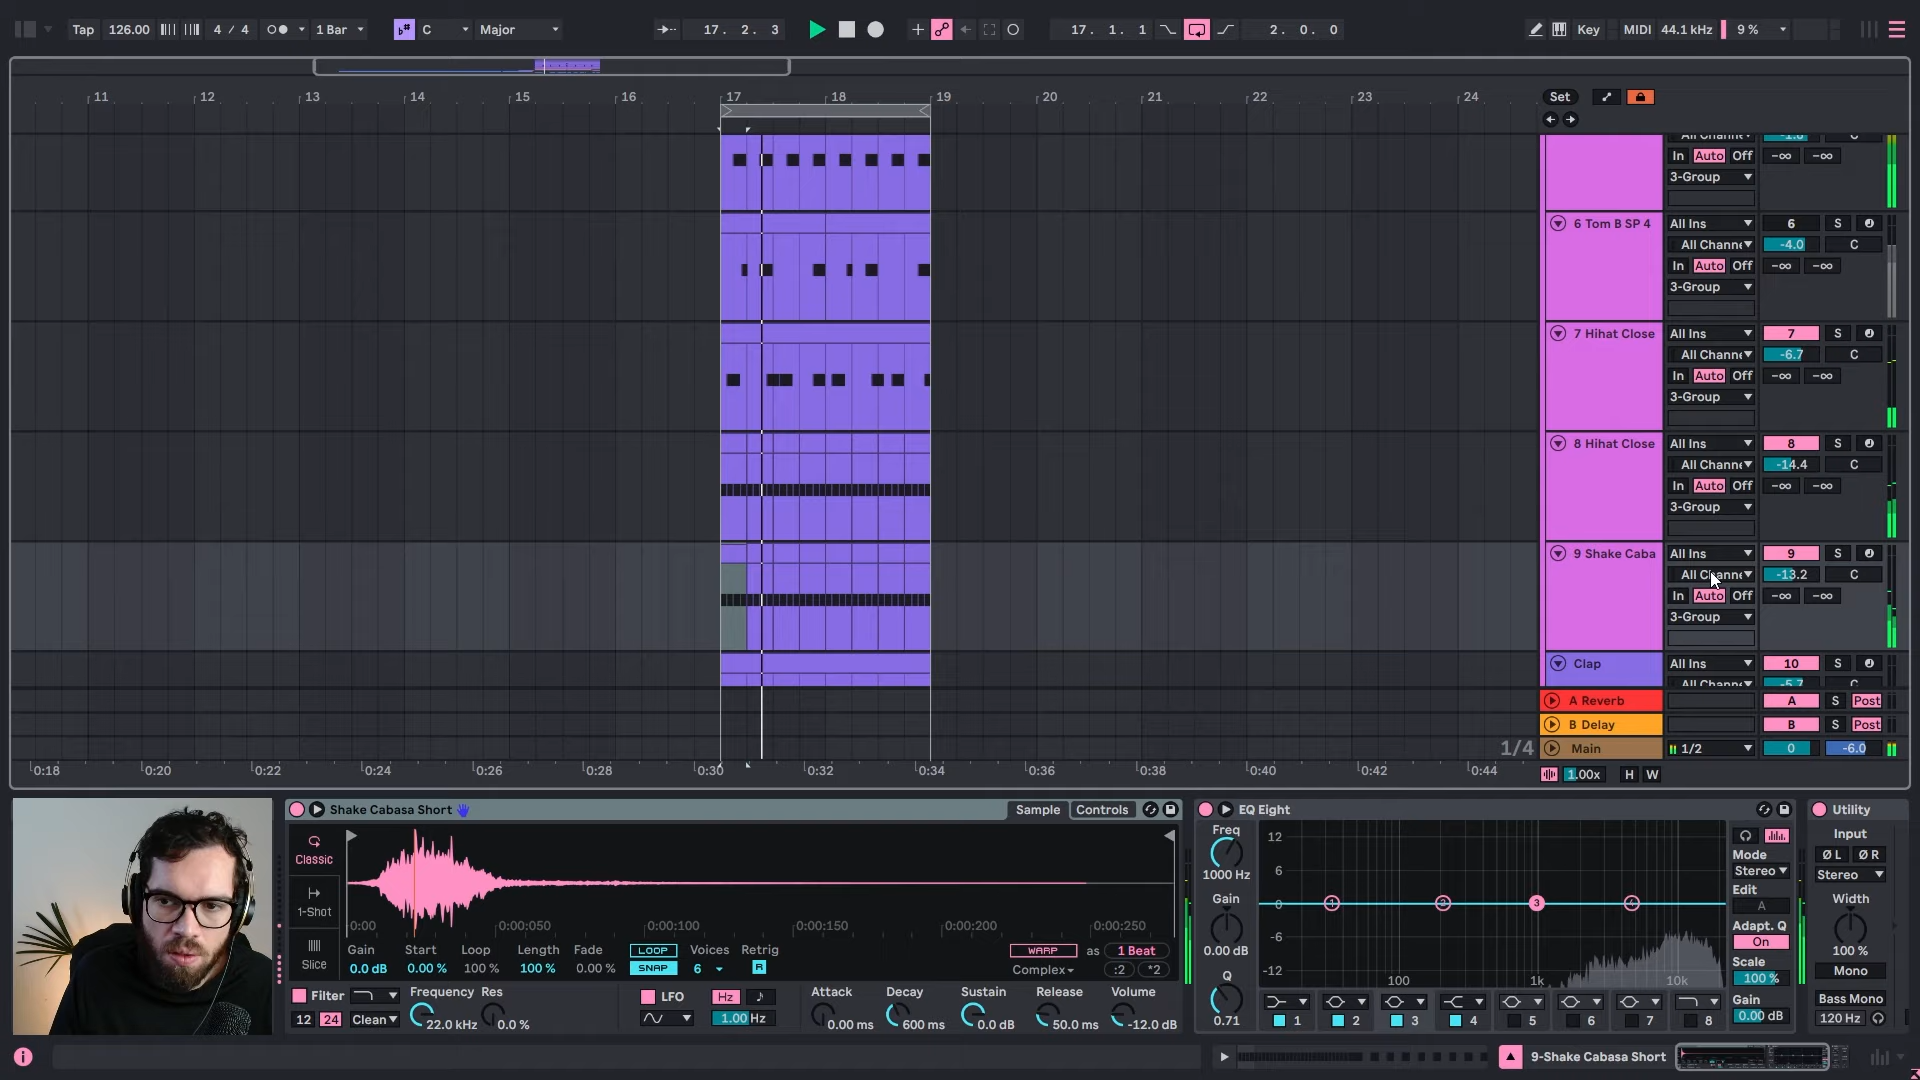 Tap 126.00 4 / 4 1 Bar C Major 17. 2. 3 17. 1. 1 2. 0. 0 Key MIDI 44.1 kHz 9 %
11 12 13 14 15 16 17 18 19 20 21 22 23 24 Set
-1.6
In Auto Off -∞ -∞
3-Group
6 Tom B SP 4 All Ins 6 S
All Channe -4.0 C
In Auto Off -∞ -∞
3-Group
7 Hihat Close All Ins 7 S
All Channe -6.7 C
In Auto Off -∞ -∞
3-Group
8 Hihat Close All Ins 8 S
All Channe -14.4 C
In Auto Off -∞ -∞
3-Group
9 Shake Caba All Ins 9 S
All Channe -13.2 C
In Auto Off -∞ -∞
3-Group
Clap All Ins 10 S
All Channe -5.7 C
A Reverb A S Post
B Delay B S Post
1/4 Main 1/2 0 -6.0
0:18 0:20 0:22 0:24 0:26 0:28 0:30 0:32 0:34 0:36 0:38 0:40 0:42 0:44 1.00x H W
Shake Cabasa Short Sample Controls EQ Eight Utility
Classic
1-Shot
Slice
0:00 0:00:050 0:00:100 0:00:150 0:00:200 0:00:250
Gain Start Loop Length Fade LOOP Voices Retrig WARP as 1 Beat
0.0 dB 0.00 % 100 % 100 % 0.00 % SNAP 6 R Complex :2 *2
Filter Frequency Res LFO Hz Attack Decay Sustain Release Volume
12 24 Clean 22.0 kHz 0.0 % 1.00 Hz 0.00 ms 600 ms 0.0 dB 50.0 ms -12.0 dB
Freq
1000 Hz
Gain
0.00 dB
Q
0.71
12
6
0
-6
-12
1 2 3 4
100 1k 10k
1 2 3 4 5 6 7 8
Mode
Stereo
Edit
A
Adapt. Q
On
Scale
100 %
Gain
0.00 dB
Input
Ø L Ø R
Stereo
Width
100 %
Mono
Bass Mono
120 Hz
9-Shake Cabasa Short